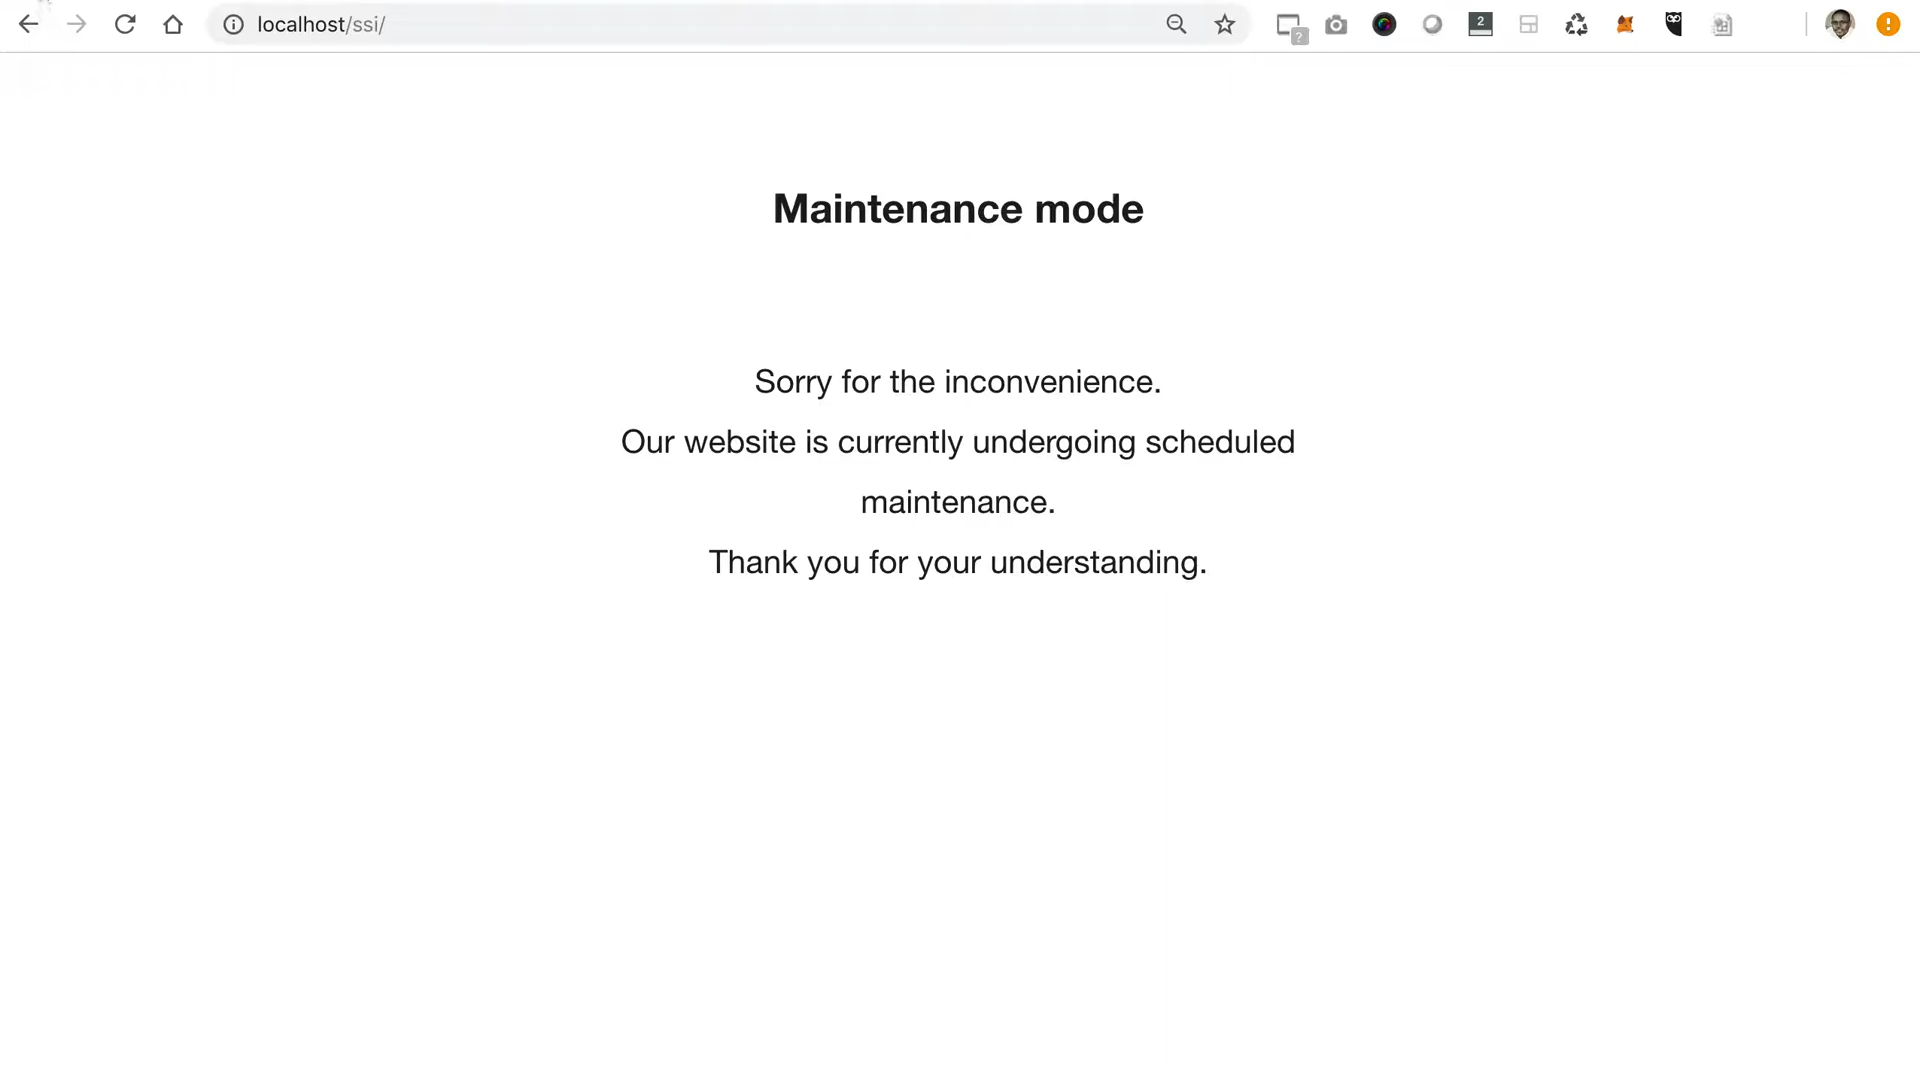 localhost/ssi/
?
2
Maintenance mode
Sorry for the inconvenience.
Our website is currently undergoing scheduled
maintenance.
Thank you for your understanding.